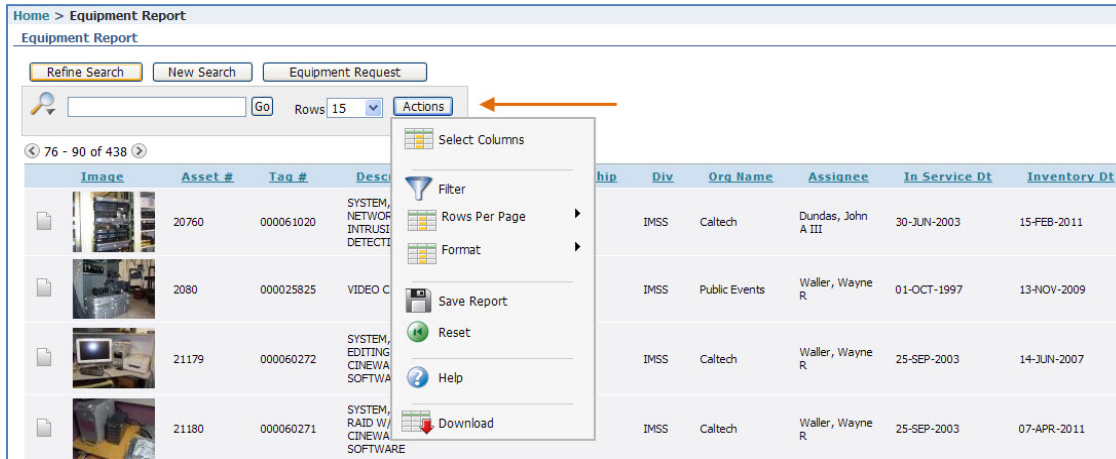 Home > Equipment Report
Equipment Report
Refine Search New Search Equipment Request
Go Rows 15 Actions
76 - 90 of 438
Select Columns
Filter
Rows Per Page
Format
Save Report
Reset
Help
Download
Image Asset # Tag # Desc hip Div Org Name Assignee In Service Dt Inventory Dt
20760 000061020 SYSTEM, IMSS Caltech Dundas, John 30-JUN-2003 15-FEB-2011
NETWOR A III
INTRUSI
DETECTI
2080 000025825 VIDEO C IMSS Public Events Waller, Wayne 01-OCT-1997 13-NOV-2009
R
21179 000060272 SYSTEM, IMSS Caltech Waller, Wayne 25-SEP-2003 14-JUN-2007
EDITING R
CINEWA
SOFTWA
21180 000060271 SYSTEM, IMSS Caltech Waller, Wayne 25-SEP-2003 07-APR-2011
RAID W/ R
CINEWA
SOFTWARE